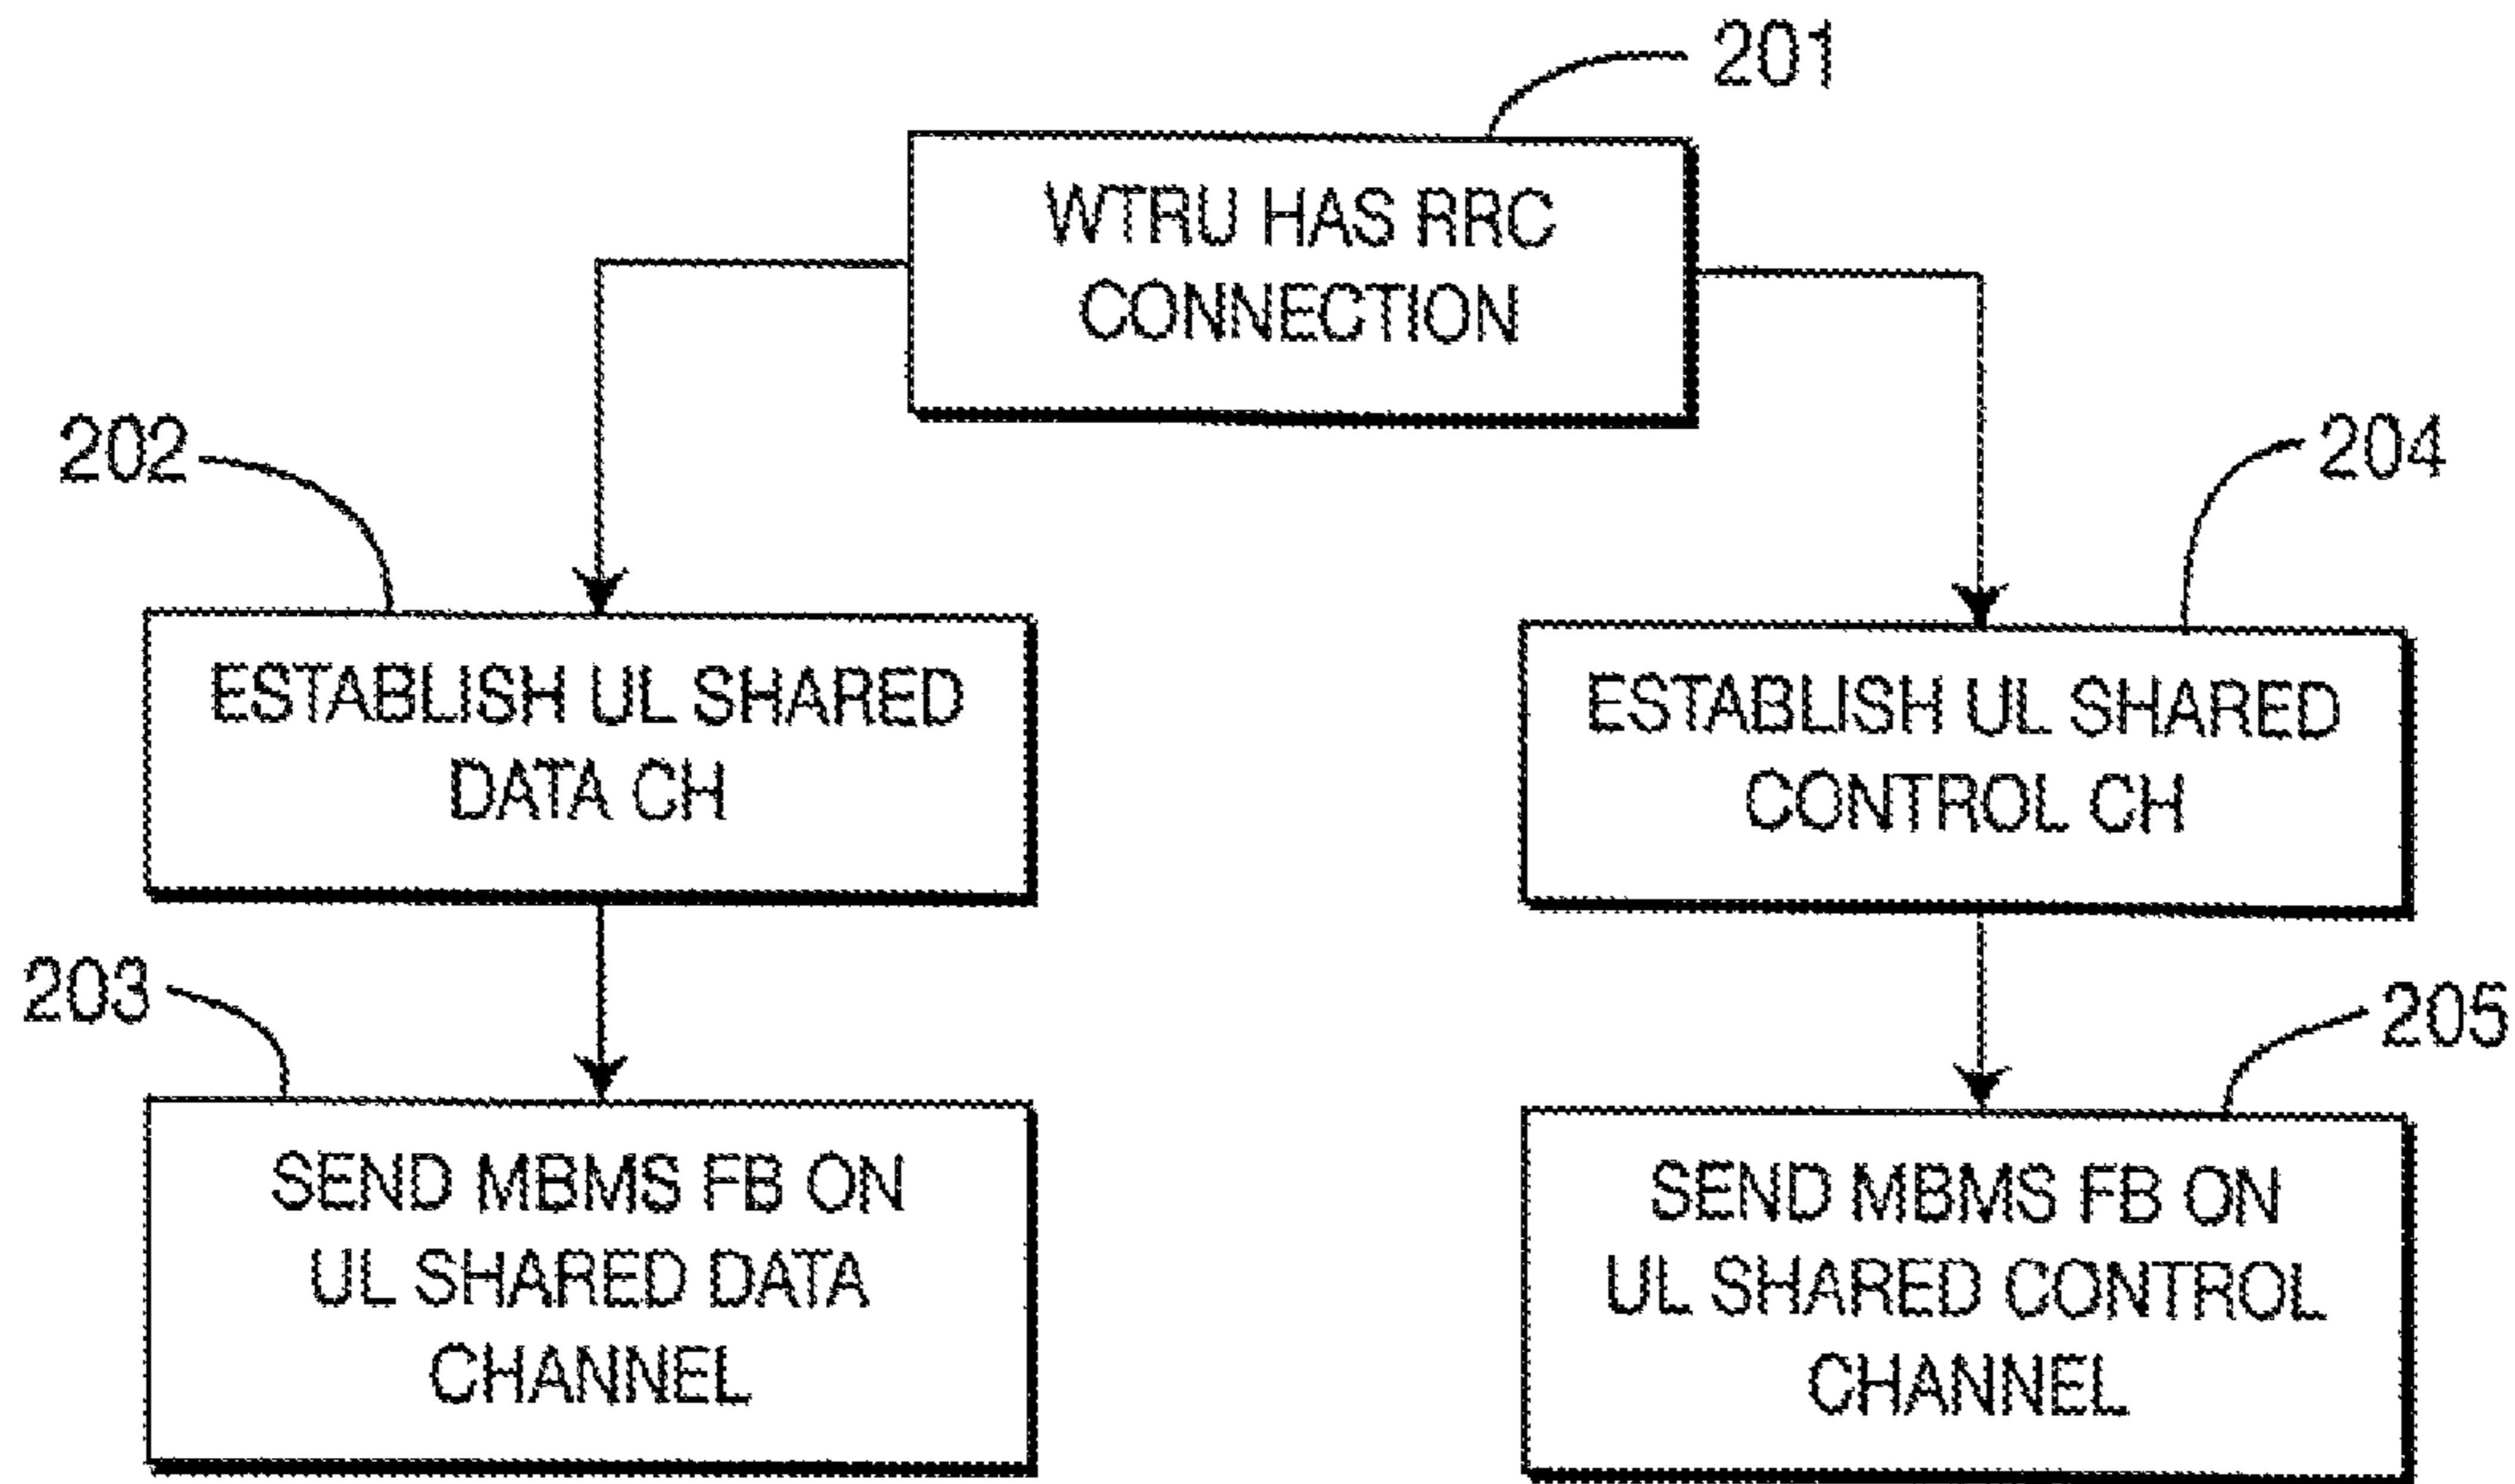 201
WTRU HAS RRC
CONNECTION
202
204
ESTABLISH UL SHARED
DATA CH
ESTABLISH UL SHARED
CONTROL CH
203
205
SEND MBMS FB ON
UL SHARED DATA
CHANNEL
SEND MBMS FB ON
UL SHARED CONTROL
CHANNEL